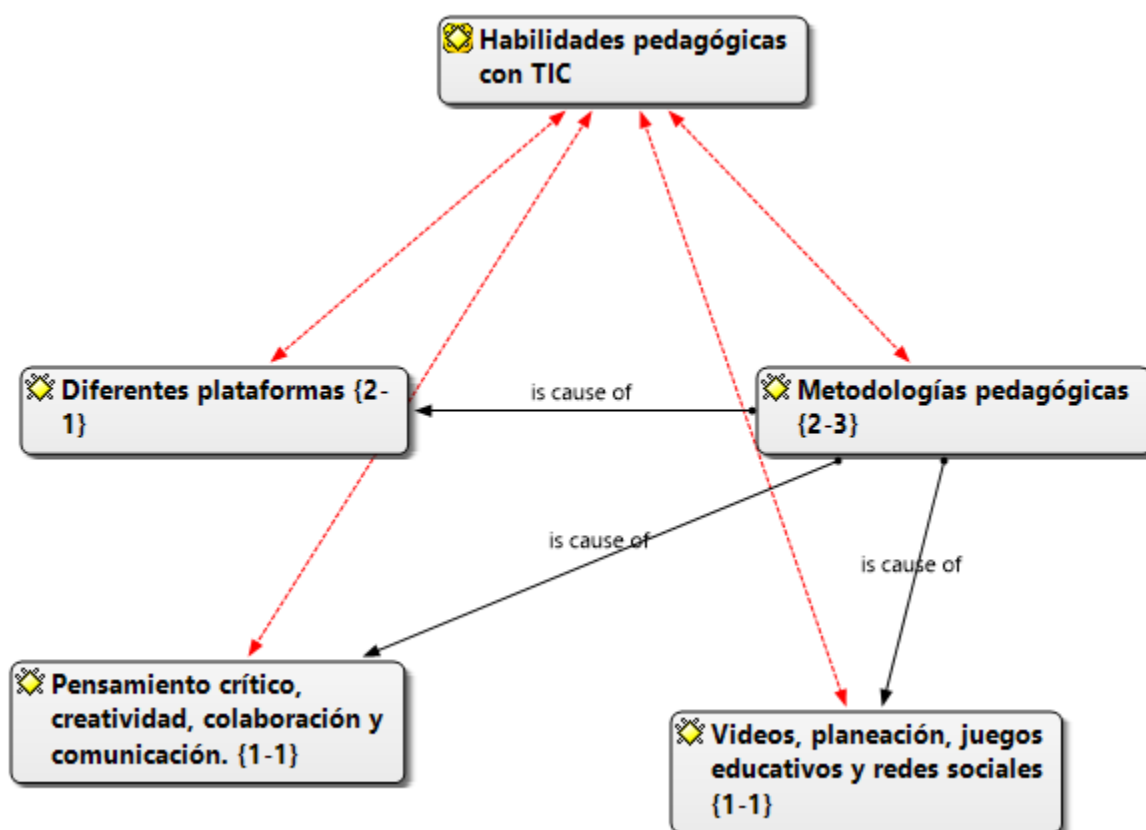 Habilidades pedagógicas
con TIC
Diferentes plataformas {2-
1}
is cause of
Metodologías pedagógicas
{2-3}
is cause of
is cause of
Pensamiento crítico,
creatividad, colaboración y
comunicación. {1-1}
Videos, planeación, juegos
educativos y redes sociales
{1-1}